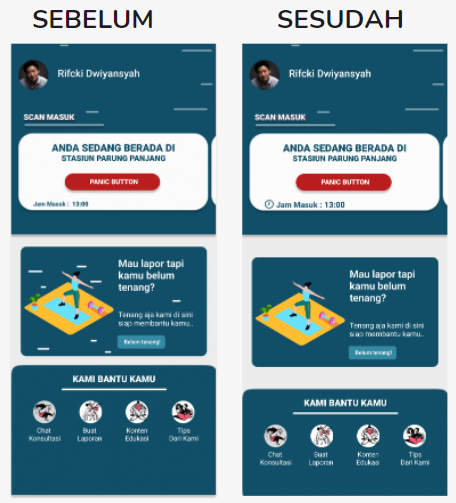 SEBELUM
Rifcki Dwiyansyah
SCAN MASUK
ANDA SEDANG BERADA DI
STASIUN PARUNG PANJANG
PANIC BUTTON
Jam Masuk : 13:00
Mau lapor tapi
kamu belum
tenang?
Tenang aja kami di sini
siap membantu kamu..
Belum tenang!
KAMI BANTU KAMU
Chat
Konsultasi
Buat
Laporan
Konten
Edukasi
Tips
Dari Kami
SESUDAH
Rifcki Dwiyansyah
SCAN MASUK
ANDA SEDANG BERADA DI
STASIUN PARUNG PANJANG
PANIC BUTTON
Jam Masuk : 13:00
Mau lapor tapi
kamu belum
tenang?
Tenang aja kami di sini
siap membantu kamu..
Belum tenang!
KAMI BANTU KAMU
Chat
Konsultasi
Buat
Laporan
Konten
Edukasi
Tips
Dari Kami